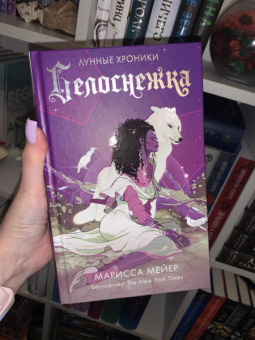 ЛУННЫЕ ХРОНИКИ
Белоснежка
МАРИССА МЕЙЕР
Бестселлер The New York Times